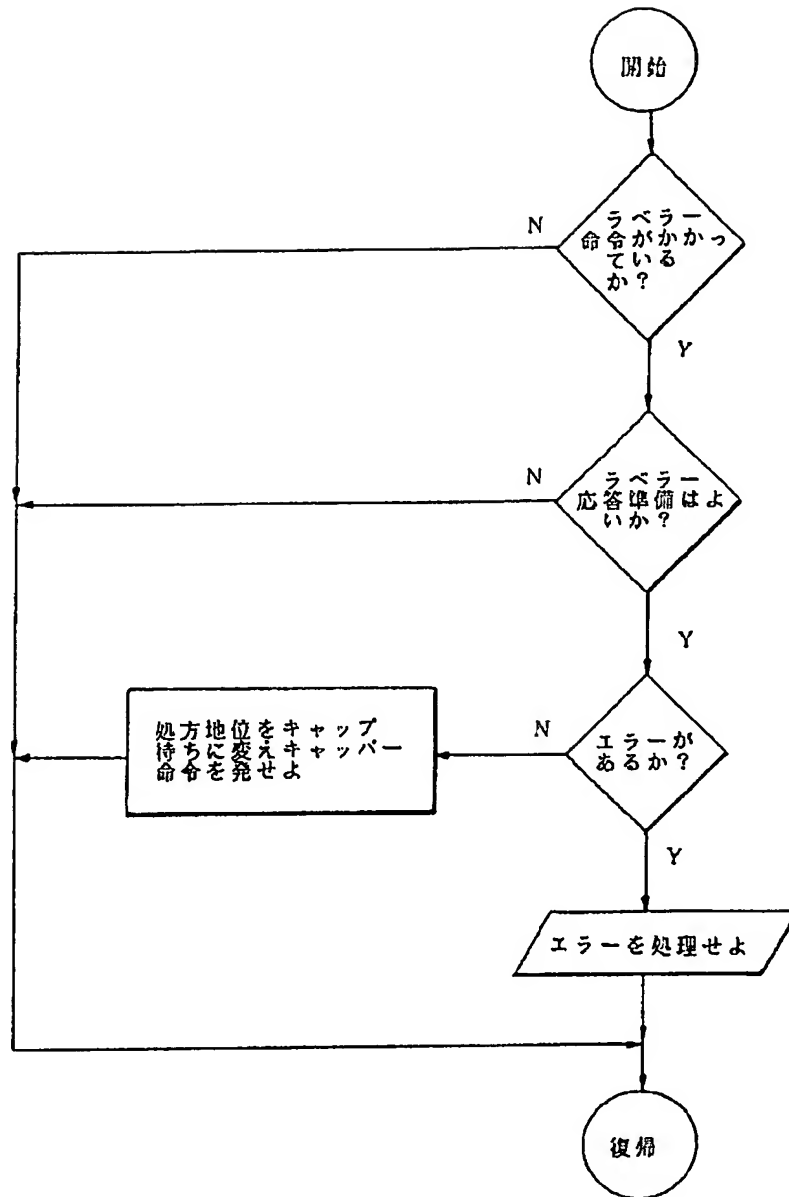 開始
N
ラベラー
命令がかかっ
ている
か？
Y
N
ラベラー
応答準備はよ
いか？
Y
N
エラーが
あるか？
処方地位をキャップ
待ちに変えキャッパー
命令を発せよ
Y
エラーを処理せよ
復帰